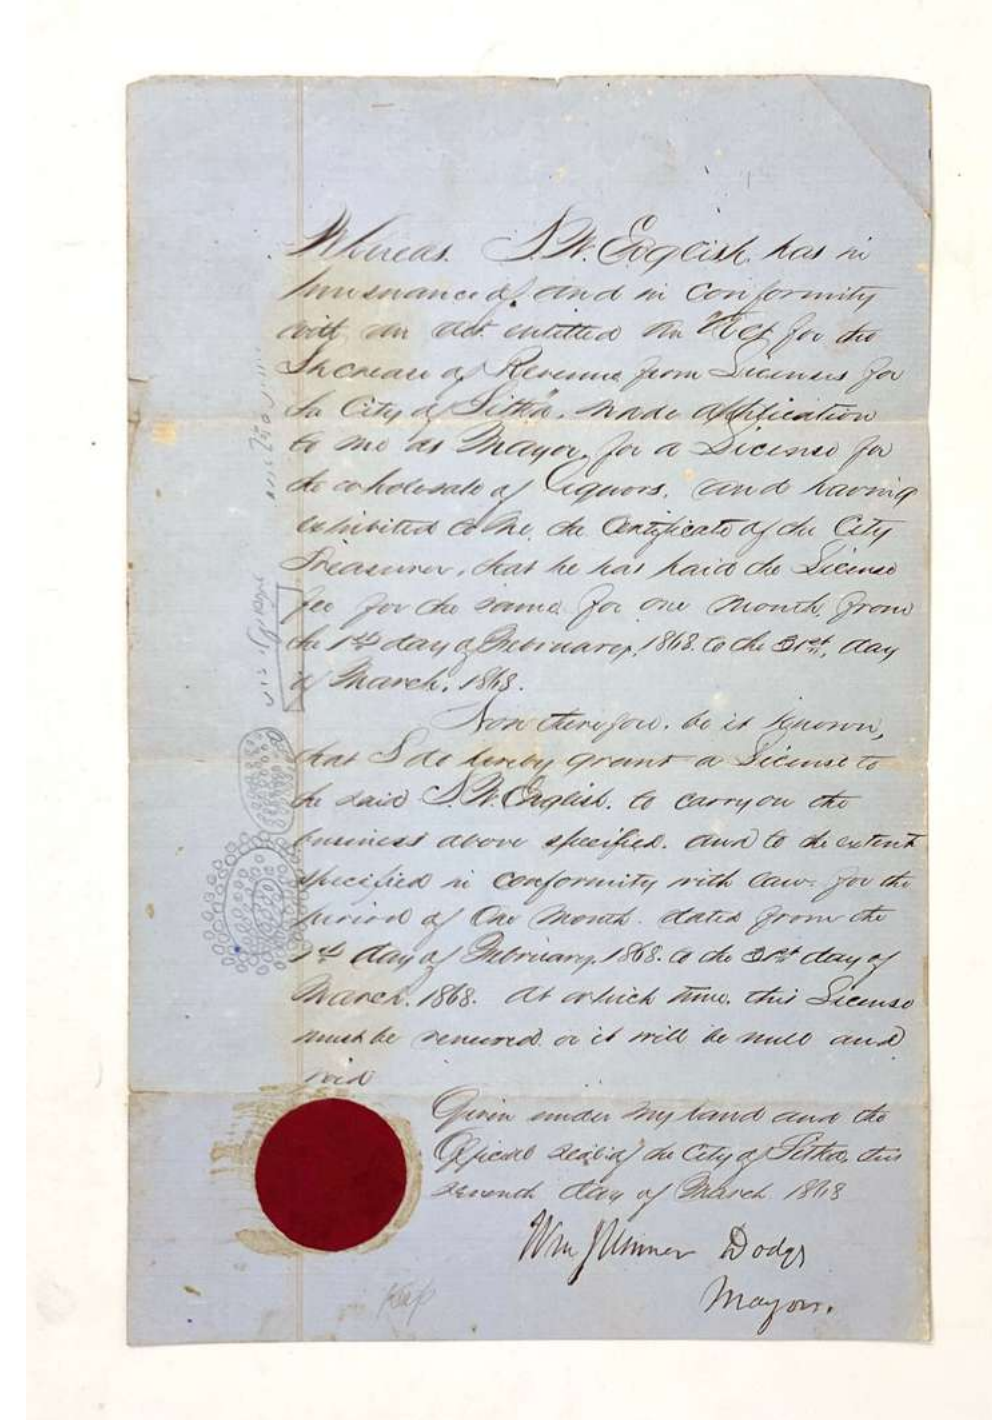 Whereas. S. W. English, has in
pursuance of, and in conformity
with an act entitled An Act for the
Increase of Revenue from Licenses for
the City of Sitka, made application
to me as Mayor, for a License for
the wholesale of Liquors, and having
exhibited to me, the Certificate of the City
Treasurer, that he has paid the License
fee for the same for one month, from
the 1st day of February, 1868. to the 31st, day
of March, 1868.
Now therefore. be it known,
that I do hereby grant a License to
the said S. W. English. to carry on the
business above specified. and to the extent
specified in conformity with law. for the
period of One Month. dated from the
1st day of February. 1868. to the 31st day of
March. 1868. At which time, this License
must be renewed or it will be null and
void
Given under my hand and the
Official Seal of the City of Sitka, this
seventh day of March 1868
Wm Sumner Dodge
Mayor.